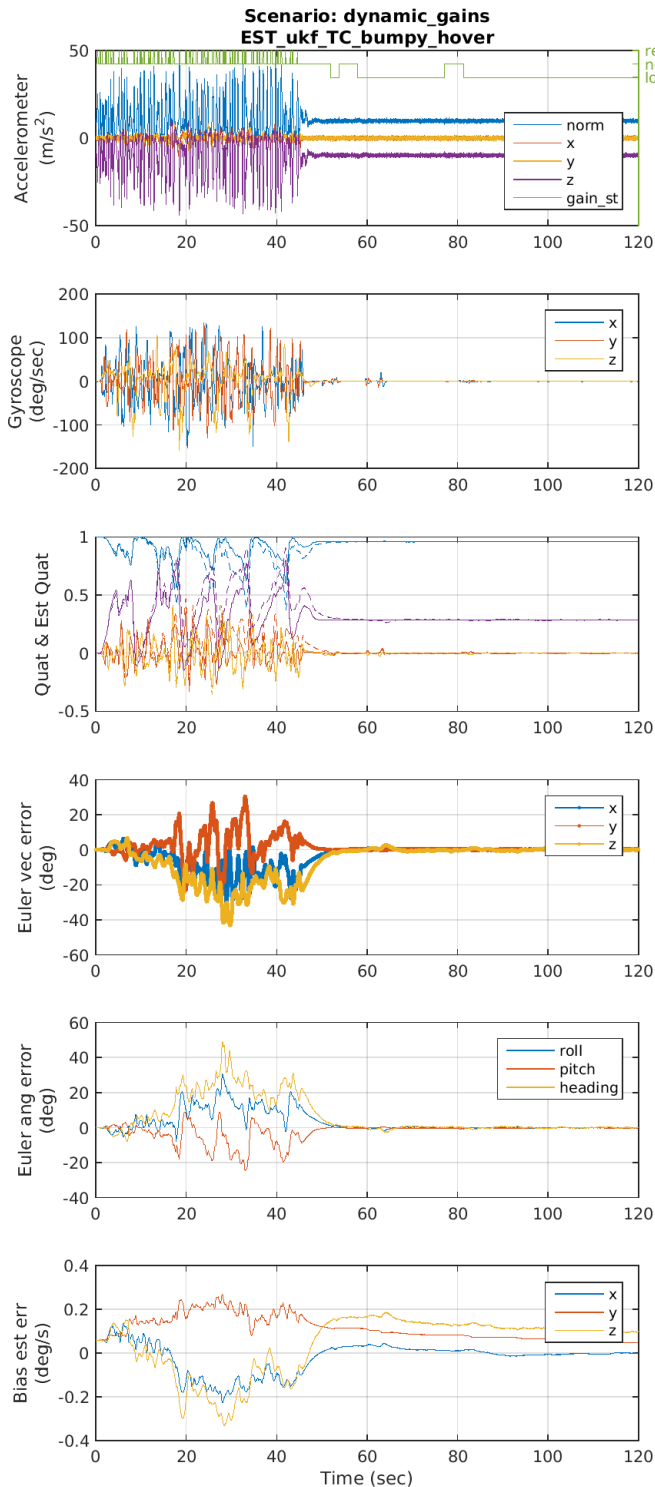 Scenario: dynamic_gains
EST_ukf_TC_bumpy_hover
Accelerometer
(m/s²)
50
0
-50
0 20 40 60 80 100 120
re
n
lo
norm
x
y
z
gain_st
Gyroscope
(deg/sec)
200
100
0
-100
-200
0 20 40 60 80 100 120
x
y
z
Quat & Est Quat
1
0.5
0
-0.5
0 20 40 60 80 100 120
Euler vec error
(deg)
40
20
0
-20
-40
-60
0 20 40 60 80 100 120
x
y
z
Euler ang error
(deg)
60
40
20
0
-20
-40
0 20 40 60 80 100 120
roll
pitch
heading
Bias est err
(deg/s)
0.4
0.2
0
-0.2
-0.4
0 20 40 60 80 100 120
x
y
z
Time (sec)